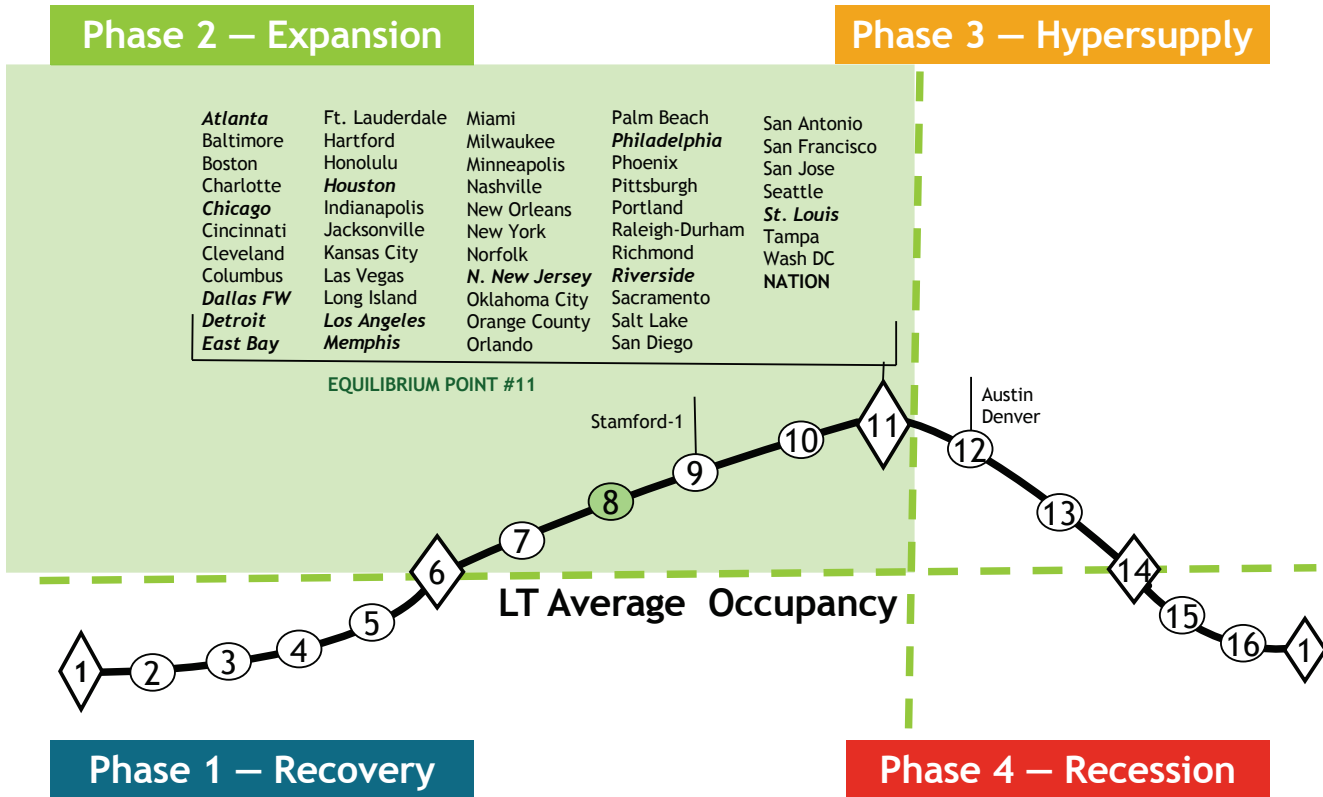 Phase 2 — Expansion
Phase 3 — Hypersupply
Atlanta
Baltimore
Boston
Charlotte
Chicago
Cincinnati
Cleveland
Columbus
Dallas FW
Detroit
East Bay
Ft. Lauderdale
Hartford
Honolulu
Houston
Indianapolis
Jacksonville
Kansas City
Las Vegas
Long Island
Los Angeles
Memphis
Miami
Milwaukee
Minneapolis
Nashville
New Orleans
New York
Norfolk
N. New Jersey
Oklahoma City
Orange County
Orlando
Palm Beach
Philadelphia
Phoenix
Pittsburgh
Portland
Raleigh-Durham
Richmond
Riverside
Sacramento
Salt Lake
San Diego
San Antonio
San Francisco
San Jose
Seattle
St. Louis
Tampa
Wash DC
NATION
EQUILIBRIUM POINT #11
Stamford-1
Austin
Denver
1
2
3
4
5
6
7
8
9
10
11
12
13
14
15
16
1
LT Average Occupancy
Phase 1 — Recovery
Phase 4 — Recession